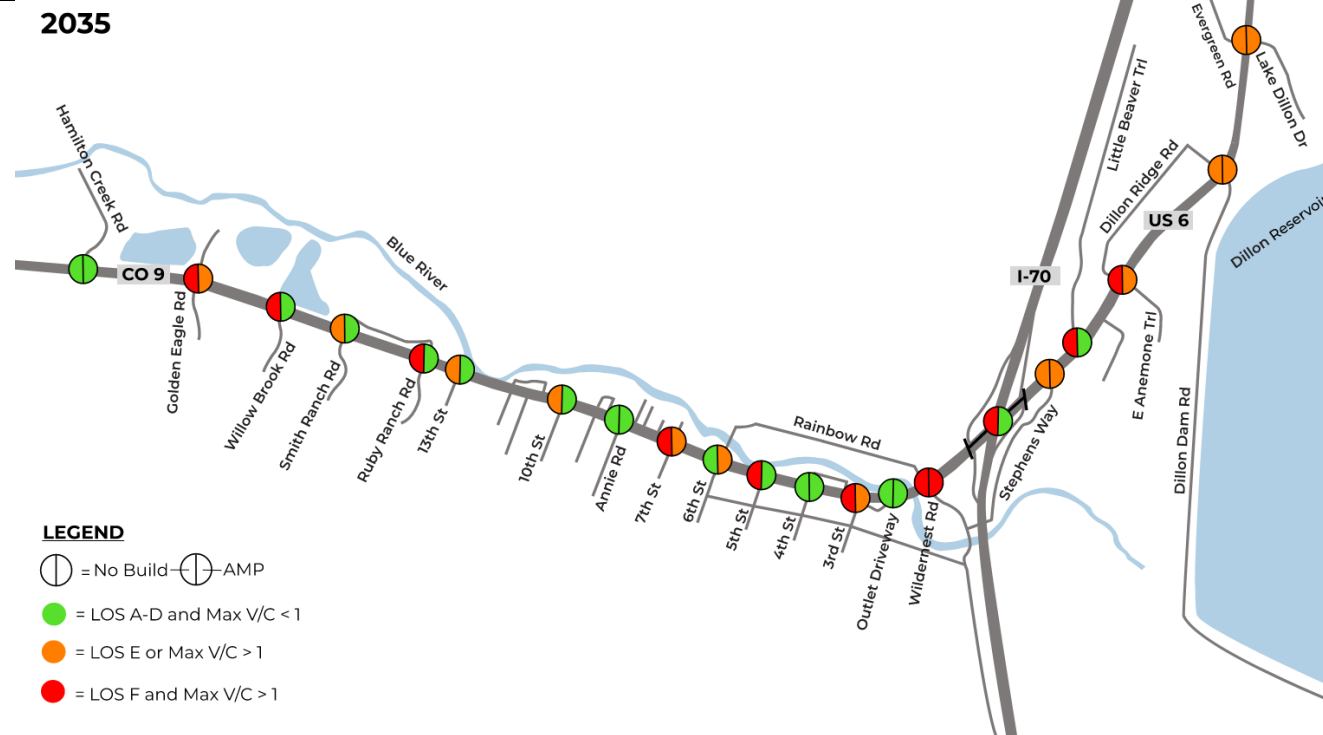 2035
Evergreen Rd
Lake Dillon Dr
Little Beaver Trl
Hamilton Creek Rd
Dillon Ridge Rd
US 6
Dillon Reservoir
Blue River
CO 9
I-70
Golden Eagle Rd
Willow Brook Rd
Smith Ranch Rd
Ruby Ranch Rd
13th St
10th St
Annie Rd
7th St
6th St
5th St
4th St
3rd St
Outlet Driveway
Wildernest Rd
Rainbow Rd
Stephens Way
E Anemone Trl
Dillon Dam Rd
LEGEND
= No Build AMP
= LOS A-D and Max V/C < 1
= LOS E or Max V/C > 1
= LOS F and Max V/C > 1